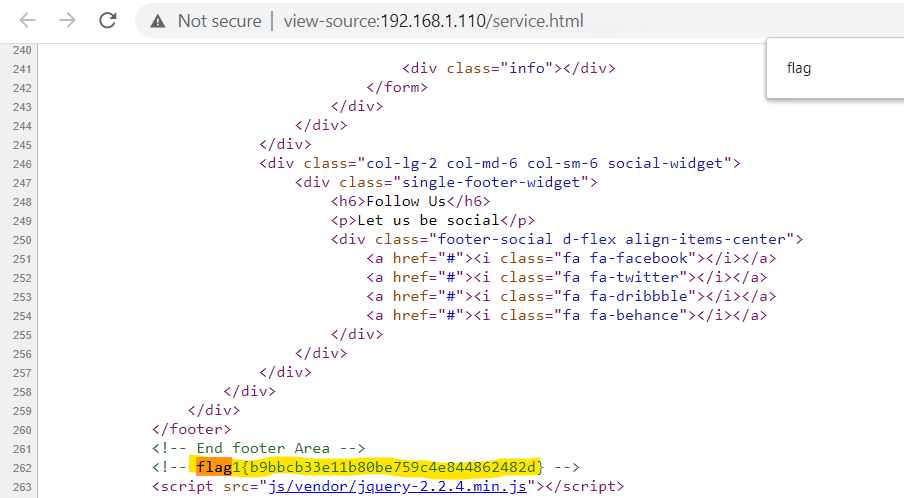 Not secure | view-source:192.168.1.110/service.html
flag
240
241 <div class="info"></div>
242 </form>
243 </div>
244 </div>
245 </div>
246 <div class="col-lg-2 col-md-6 col-sm-6 social-widget">
247 <div class="single-footer-widget">
248 <h6>Follow Us</h6>
249 <p>Let us be social</p>
250 <div class="footer-social d-flex align-items-center">
251 <a href="#"><i class="fa fa-facebook"></i></a>
252 <a href="#"><i class="fa fa-twitter"></i></a>
253 <a href="#"><i class="fa fa-dribbble"></i></a>
254 <a href="#"><i class="fa fa-behance"></i></a>
255 </div>
256 </div>
257 </div>
258 </div>
259 </div>
260 </footer>
261 <!-- End footer Area -->
262 <!-- flag1{b9bbcb33e11b80be759c4e844862482d} -->
263 <script src="js/vendor/jquery-2.2.4.min.js"></script>